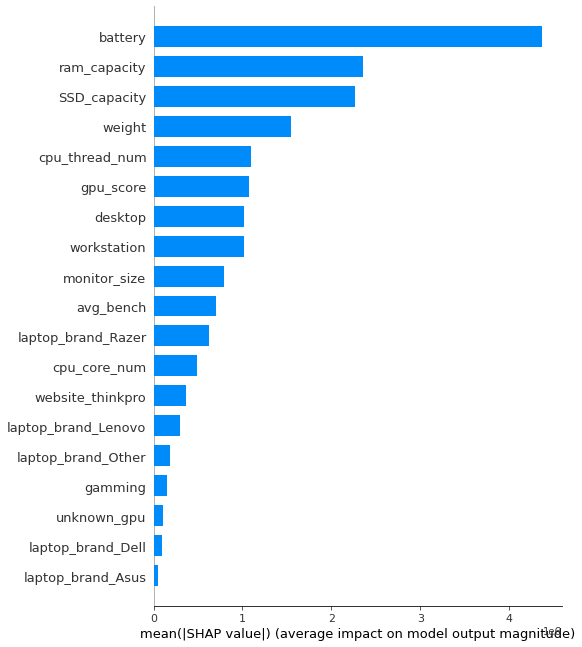 battery
ram_capacity
SSD_capacity
weight
cpu_thread_num
gpu_score
desktop
workstation
monitor_size
avg_bench
laptop_brand_Razer
cpu_core_num
website_thinkpro
laptop_brand_Lenovo
laptop_brand_Other
gamming
unknown_gpu
laptop_brand_Dell
laptop_brand_Asus
0 1 2 3 4
mean(|SHAP value|) (average impact on model output magnitude)